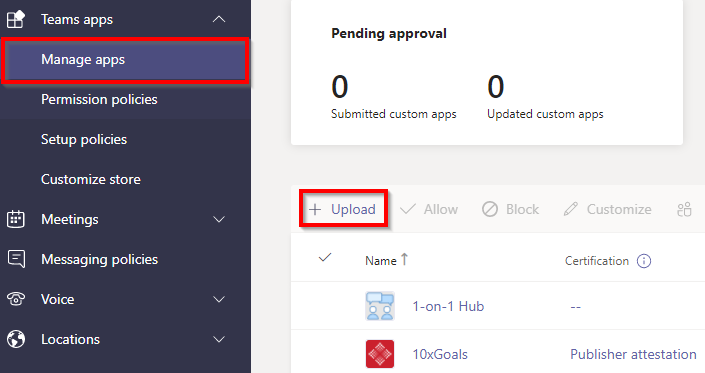 Teams apps
Manage apps
Permission policies
Setup policies
Customize store
Meetings
Messaging policies
Voice
Locations
Pending approval
0 0
Submitted custom apps Updated custom apps
+ Upload Allow Block Customize
Name ↑ Certification
1-on-1 Hub --
10xGoals Publisher attestation